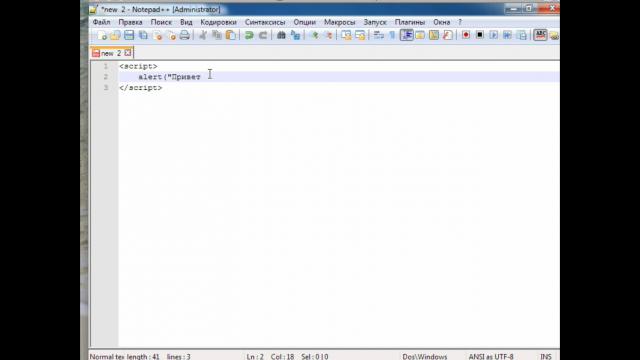 *new 2 - Notepad++ [Administrator]
Файл Правка Поиск Вид Кодировки Синтаксисы Опции Макросы Запуск Плагины Окна ?
ABC
new 2
1 <script>
2 alert("Привет
3 </script>
Normal tex length : 41 lines : 3 Ln : 2 Col : 18 Sel : 0 | 0 Dos\Windows ANSI as UTF-8 INS